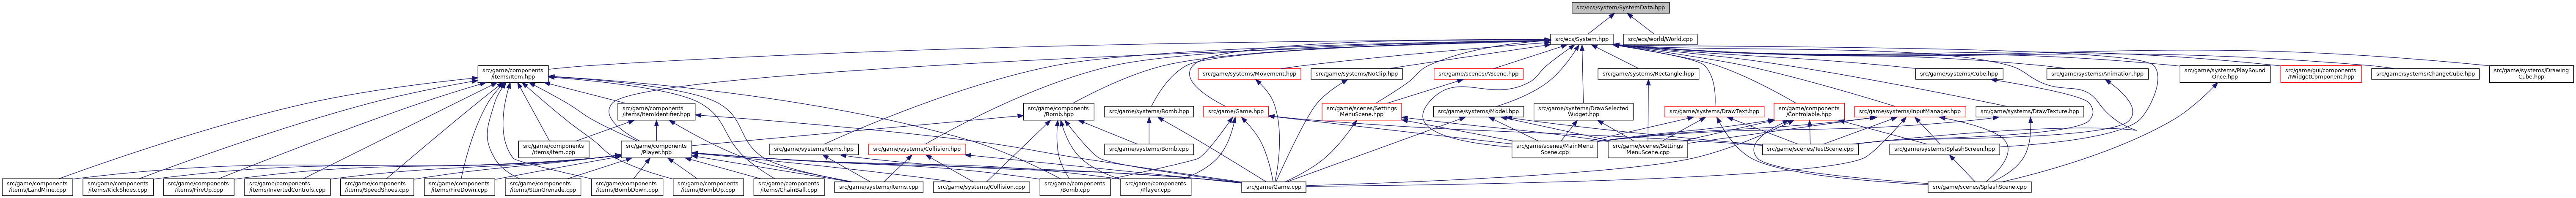 src/ecs/system/SystemData.hpp
src/ecs/System.hpp
src/ecs/world/World.cpp
src/game/components
/items/Item.hpp
src/game/systems/Movement.hpp
src/game/systems/NoClip.hpp
src/game/scenes/AScene.hpp
src/game/systems/Rectangle.hpp
src/game/systems/Cube.hpp
src/game/systems/Animation.hpp
src/game/systems/PlaySound
Once.hpp
src/game/gui/components
/IWidgetComponent.hpp
src/game/systems/ChangeCube.hpp
src/game/systems/Drawing
Cube.hpp
src/game/components
/items/ItemIdentifier.hpp
src/game/components
/Bomb.hpp
src/game/systems/Bomb.hpp
src/game/Game.hpp
src/game/scenes/Settings
MenuScene.hpp
src/game/systems/Model.hpp
src/game/systems/DrawSelected
Widget.hpp
src/game/systems/DrawText.hpp
src/game/components
/Controlable.hpp
src/game/systems/InputManager.hpp
src/game/systems/DrawTexture.hpp
src/game/components
/items/Item.cpp
src/game/components
/Player.hpp
src/game/systems/Items.hpp
src/game/systems/Collision.hpp
src/game/systems/Bomb.cpp
src/game/scenes/MainMenu
Scene.cpp
src/game/scenes/Settings
MenuScene.cpp
src/game/scenes/TestScene.cpp
src/game/systems/SplashScreen.hpp
src/game/components
/items/LandMine.cpp
src/game/components
/items/KickShoes.cpp
src/game/components
/items/FireUp.cpp
src/game/components
/items/InvertedControls.cpp
src/game/components
/items/SpeedShoes.cpp
src/game/components
/items/FireDown.cpp
src/game/components
/items/StunGrenade.cpp
src/game/components
/items/BombDown.cpp
src/game/components
/items/BombUp.cpp
src/game/components
/items/ChainBall.cpp
src/game/systems/Items.cpp
src/game/systems/Collision.cpp
src/game/components
/Bomb.cpp
src/game/components
/Player.cpp
src/game/Game.cpp
src/game/scenes/SplashScene.cpp